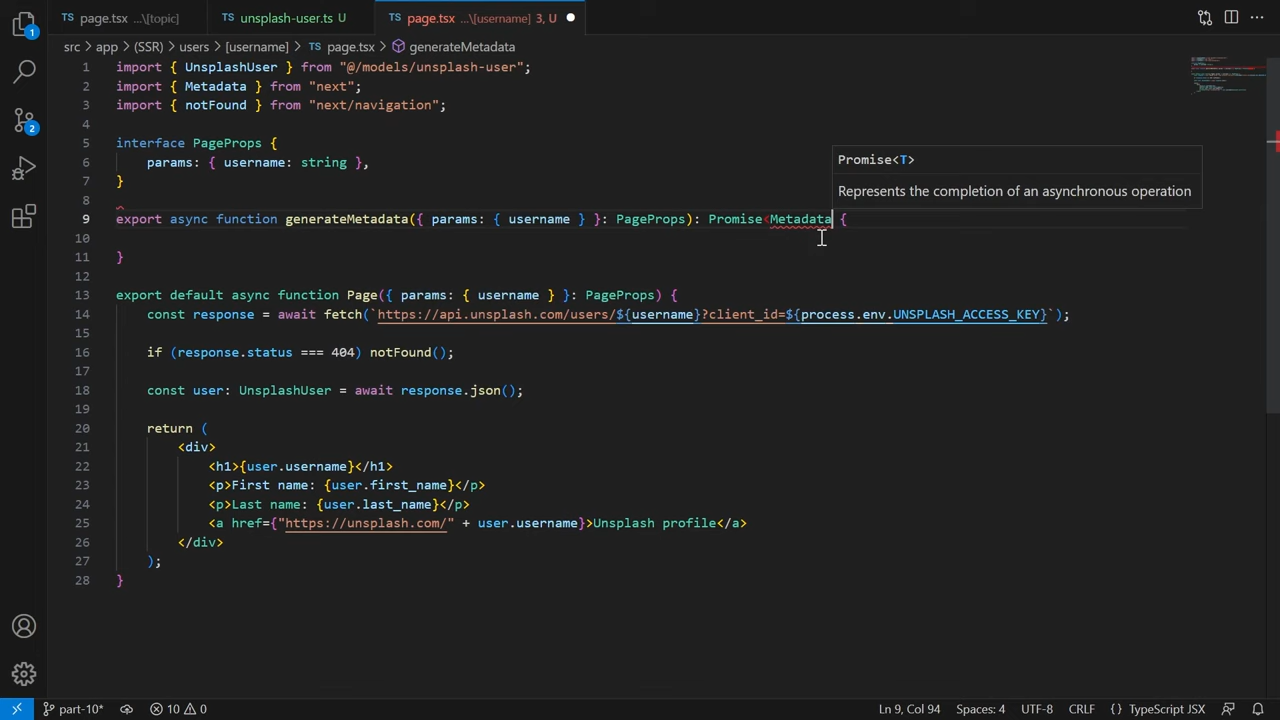 page.tsx ...\[topic]
unsplash-user.ts U
page.tsx ...\[username] 3, U
src > app > (SSR) > users > [username] > page.tsx > generateMetadata
1 import { UnsplashUser } from "@/models/unsplash-user";
2 import { Metadata } from "next";
3 import { notFound } from "next/navigation";
4
5 interface PageProps {
6 params: { username: string },
7 }
8
Promise<T>
Represents the completion of an asynchronous operation
9 export async function generateMetadata({ params: { username } }: PageProps): Promise<Metadata {
10
11 }
12
13 export default async function Page({ params: { username } }: PageProps) {
14 const response = await fetch(`https://api.unsplash.com/users/${username}?client_id=${process.env.UNSPLASH_ACCESS_KEY}`);
15
16 if (response.status === 404) notFound();
17
18 const user: UnsplashUser = await response.json();
19
20 return (
21 <div>
22 <h1>{user.username}</h1>
23 <p>First name: {user.first_name}</p>
24 <p>Last name: {user.last_name}</p>
25 <a href={"https://unsplash.com/" + user.username}>Unsplash profile</a>
26 </div>
27 );
28 }
1
2
part-10* 10 0
Ln 9, Col 94 Spaces: 4 UTF-8 CRLF {} TypeScript JSX